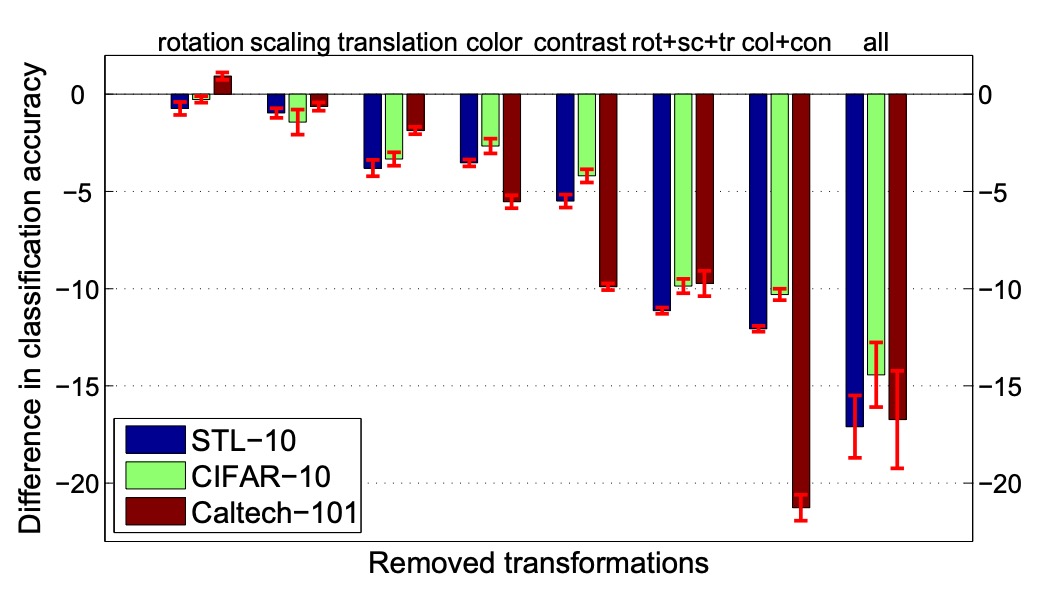 rotation scaling translation color contrast rot+sc+tr col+con all
Difference in classification accuracy
0 0
−5 −5
−10 −10
−15 −15
−20 −20
STL−10
CIFAR−10
Caltech−101
Removed transformations